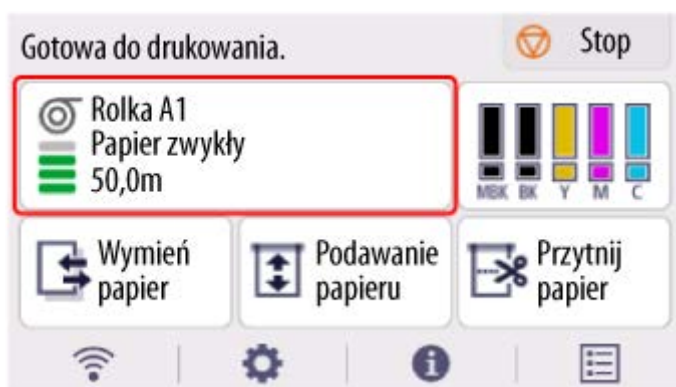 Gotowa do drukowania.
Stop
Rolka A1
Papier zwykły
50,0m
MBK BK Y M C
Wymień
papier
Podawanie
papieru
Przytnij
papier